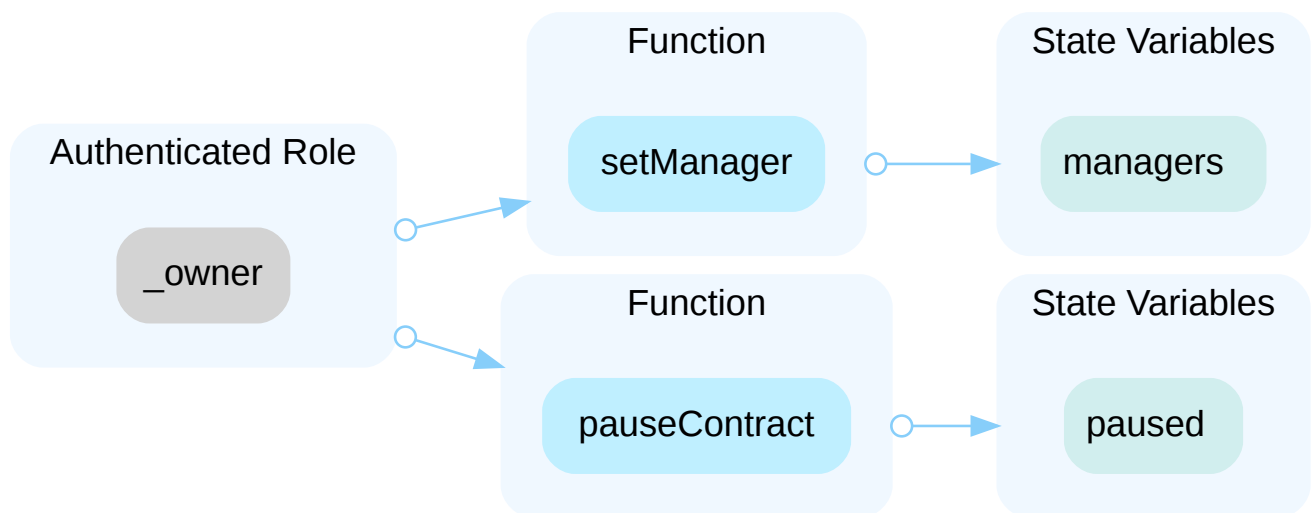 Authenticated Role
_owner
Function
setManager
State Variables
managers
Function
pauseContract
State Variables
paused